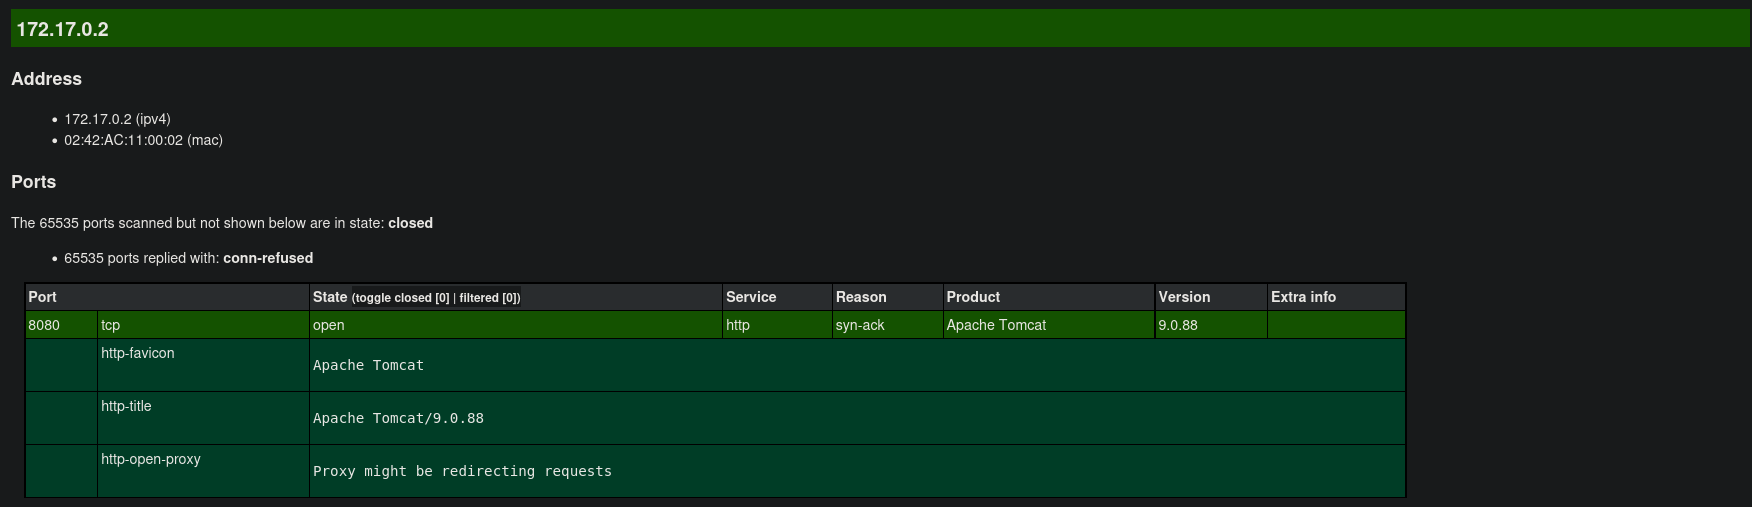 172.17.0.2
Address
• 172.17.0.2 (ipv4)
• 02:42:AC:11:00:02 (mac)
Ports
The 65535 ports scanned but not shown below are in state: closed
• 65535 ports replied with: conn-refused
Port State (toggle closed [0] | filtered [0]) Service Reason Product Version Extra info
8080 tcp open http syn-ack Apache Tomcat 9.0.88
http-favicon Apache Tomcat
http-title Apache Tomcat/9.0.88
http-open-proxy Proxy might be redirecting requests